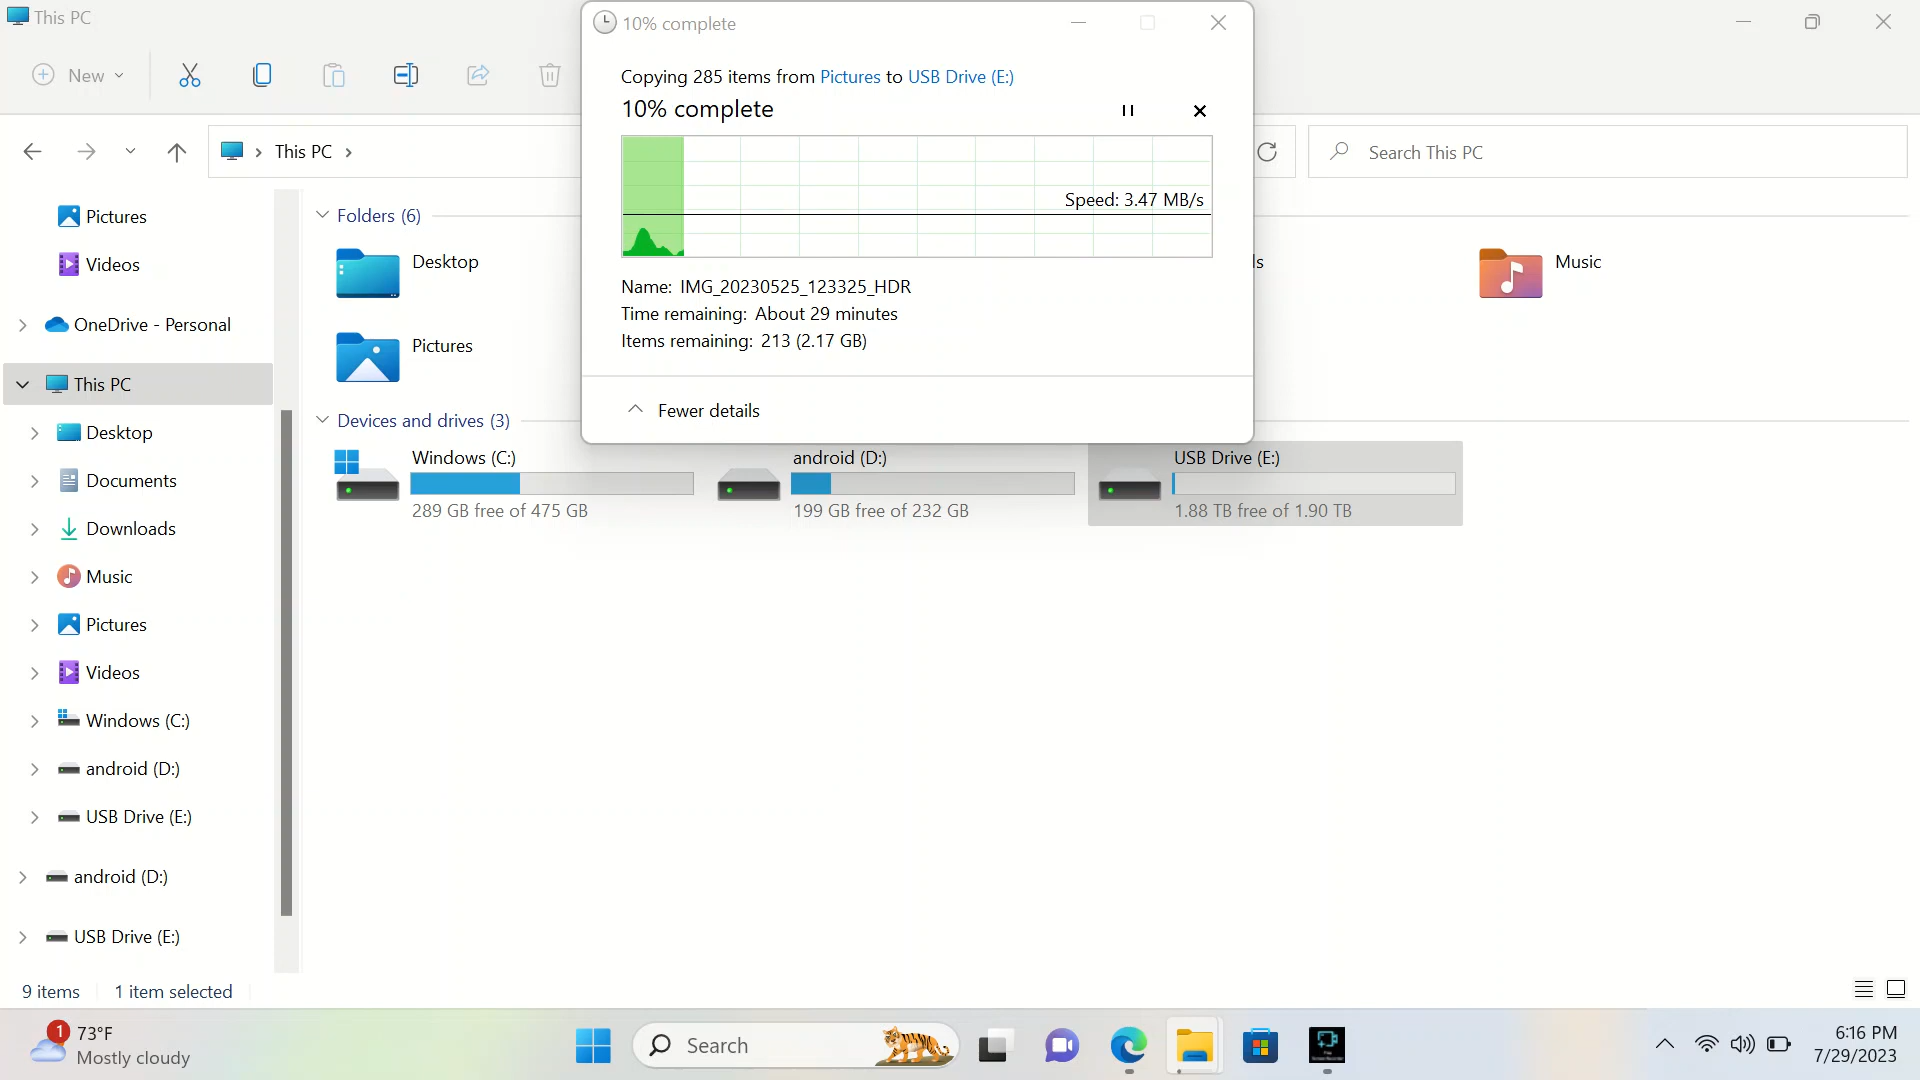 This PC
10% complete
New
Copying 285 items from Pictures to USB Drive (E:)
10% complete
Speed: 3.47 MB/s
Name: IMG_20230525_123325_HDR
Time remaining: About 29 minutes
Items remaining: 213 (2.17 GB)
Fewer details
This PC
Search This PC
Pictures
Videos
OneDrive - Personal
This PC
Desktop
Documents
Downloads
Music
Pictures
Videos
Windows (C:)
android (D:)
USB Drive (E:)
android (D:)
USB Drive (E:)
Folders (6)
Desktop
ls
Music
Pictures
Devices and drives (3)
Windows (C:)
289 GB free of 475 GB
android (D:)
199 GB free of 232 GB
USB Drive (E:)
1.88 TB free of 1.90 TB
9 items
1 item selected
1
73°F
Mostly cloudy
Search
6:16 PM
7/29/2023